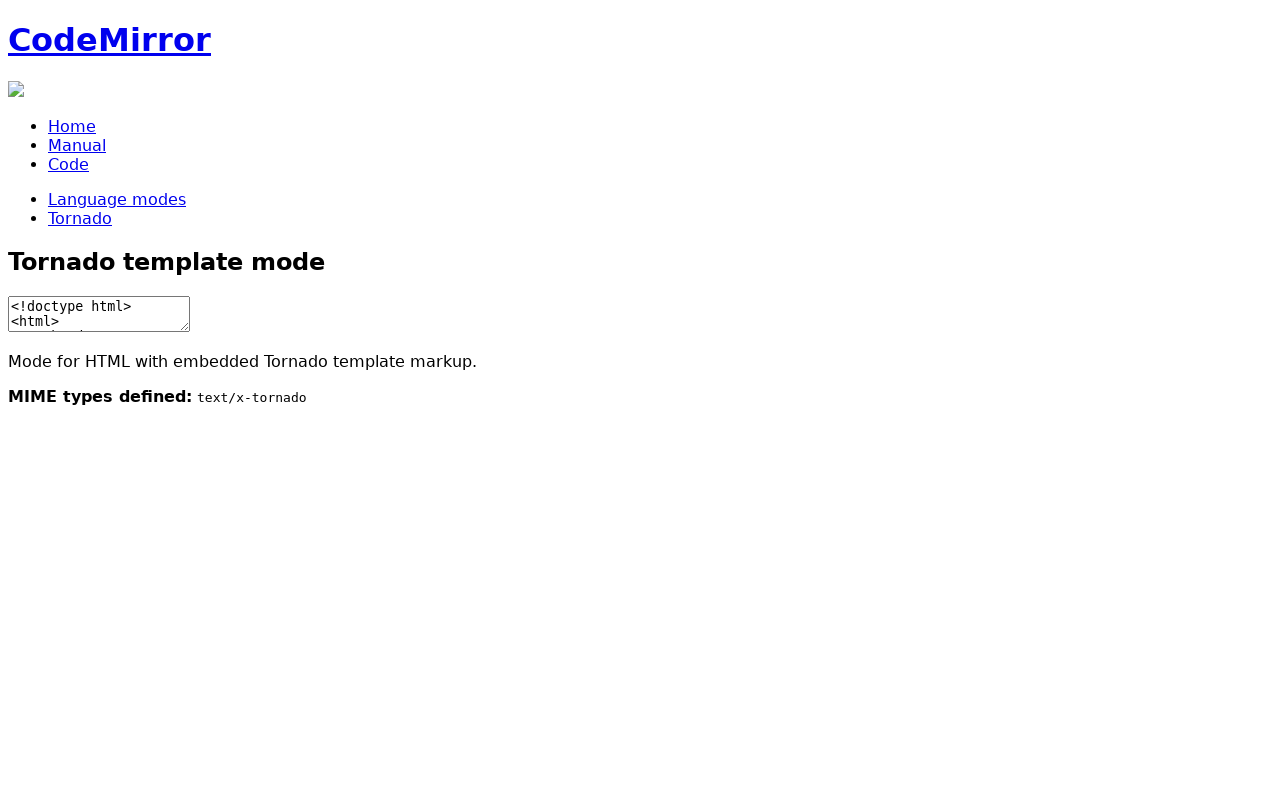 CodeMirror
Home
Manual
Code
Language modes
Tornado
Tornado template mode
<!doctype html>
<html>
Mode for HTML with embedded Tornado template markup.
MIME types defined: text/x-tornado